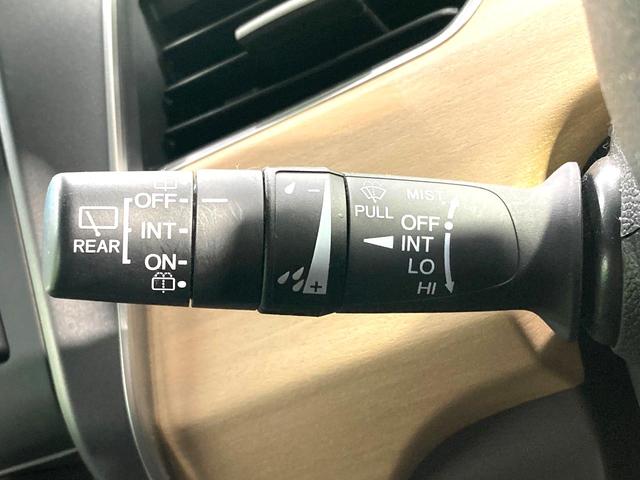 REAR
OFF
INT
ON
-
+
PULL
MIST
OFF
INT
LO
HI